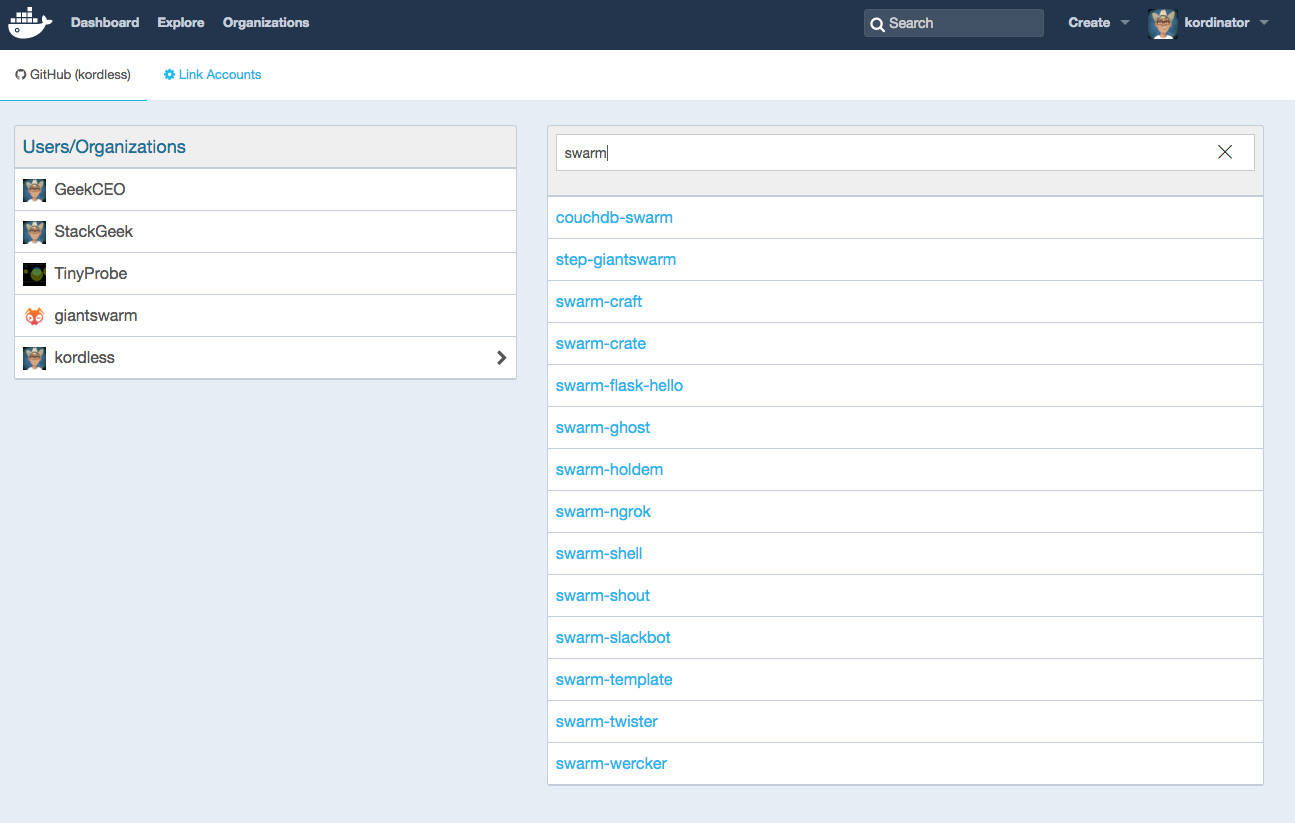 Dashboard Explore Organizations Search Create kordinator
GitHub (kordless) Link Accounts
Users/Organizations
GeekCEO
StackGeek
TinyProbe
giantswarm
kordless
swarm
couchdb-swarm
step-giantswarm
swarm-craft
swarm-crate
swarm-flask-hello
swarm-ghost
swarm-holdem
swarm-ngrok
swarm-shell
swarm-shout
swarm-slackbot
swarm-template
swarm-twister
swarm-wercker